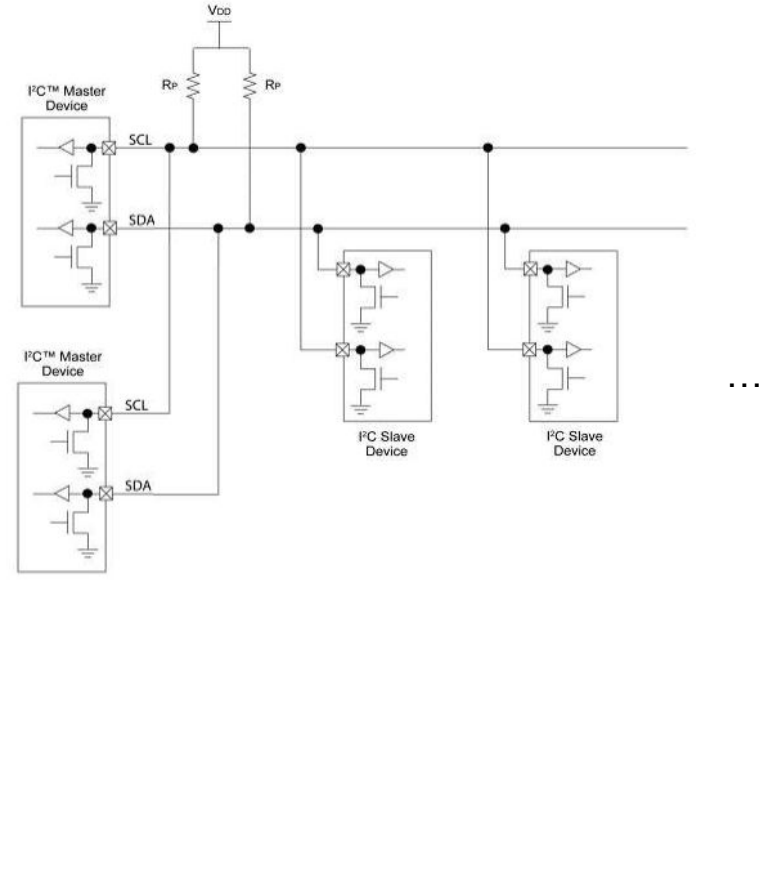 VDD
RP
RP
I²C™ Master
Device
SCL
SDA
I²C™ Master
Device
SCL
SDA
I²C Slave
Device
I²C Slave
Device
...